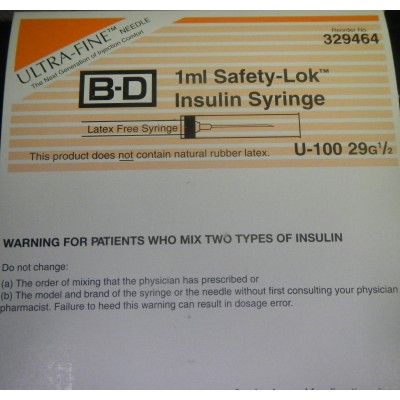 ULTRA-FINE™ NEEDLE
The Next Generation of Injection Comfort
Reorder No.
329464
B-D
1ml Safety-Lok™
Insulin Syringe
Latex Free Syringe
This product does not contain natural rubber latex.
U-100 29G1/2
WARNING FOR PATIENTS WHO MIX TWO TYPES OF INSULIN
Do not change:
(a) The order of mixing that the physician has prescribed or
(b) The model and brand of the syringe or the needle without first consulting your physician
pharmacist. Failure to heed this warning can result in dosage error.